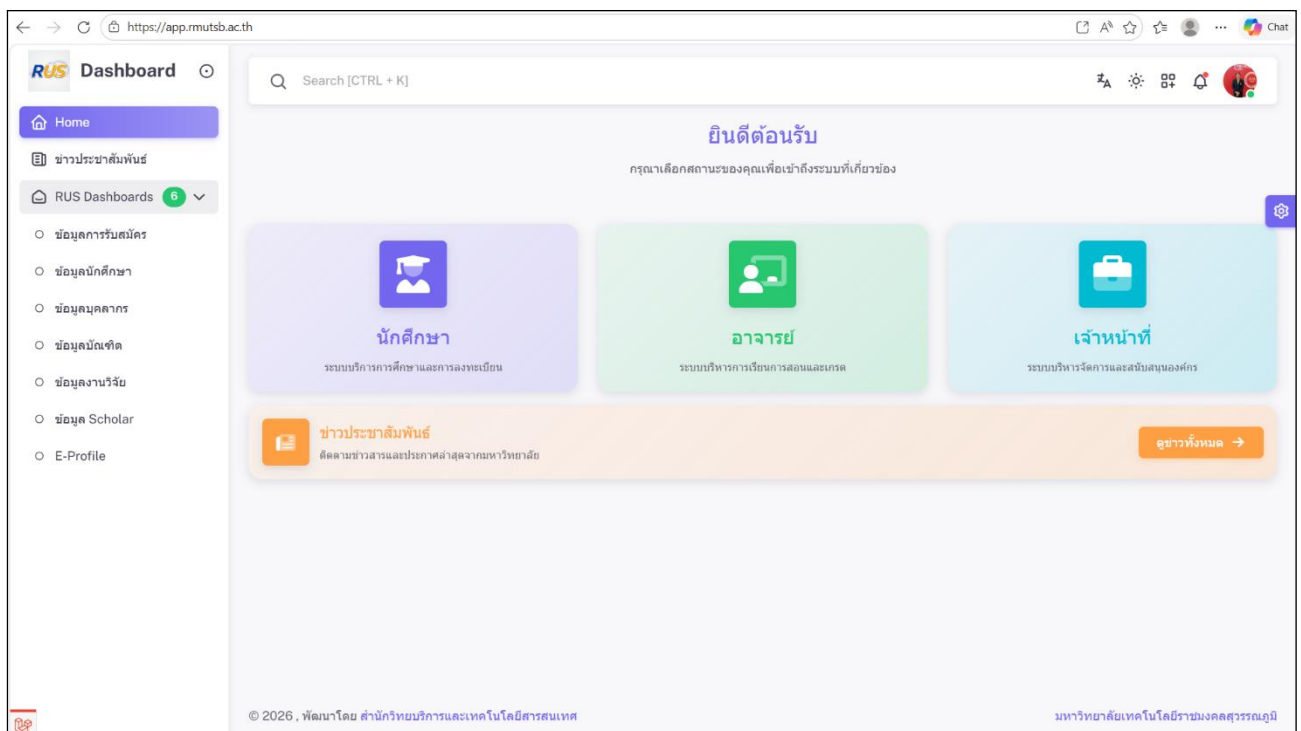 https://app.rmutsb.ac.th
Chat
RUS Dashboard
Search [CTRL + K]
Home
ข่าวประชาสัมพันธ์
RUS Dashboards 6
ข้อมูลการรับสมัคร
ข้อมูลนักศึกษา
ข้อมูลบุคลากร
ข้อมูลบัณฑิต
ข้อมูลงานวิจัย
ข้อมูล Scholar
E-Profile
ยินดีต้อนรับ
กรุณาเลือกสถานะของคุณเพื่อเข้าถึงระบบที่เกี่ยวข้อง
นักศึกษา
ระบบบริการการศึกษาและการลงทะเบียน
อาจารย์
ระบบบริหารการเรียนการสอนและเกรด
เจ้าหน้าที่
ระบบบริหารจัดการและสนับสนุนองค์กร
ข่าวประชาสัมพันธ์
ติดตามข่าวสารและประกาศล่าสุดจากมหาวิทยาลัย
ดูข่าวทั้งหมด →
© 2026 , พัฒนาโดย สำนักวิทยบริการและเทคโนโลยีสารสนเทศ
มหาวิทยาลัยเทคโนโลยีราชมงคลสุวรรณภูมิ